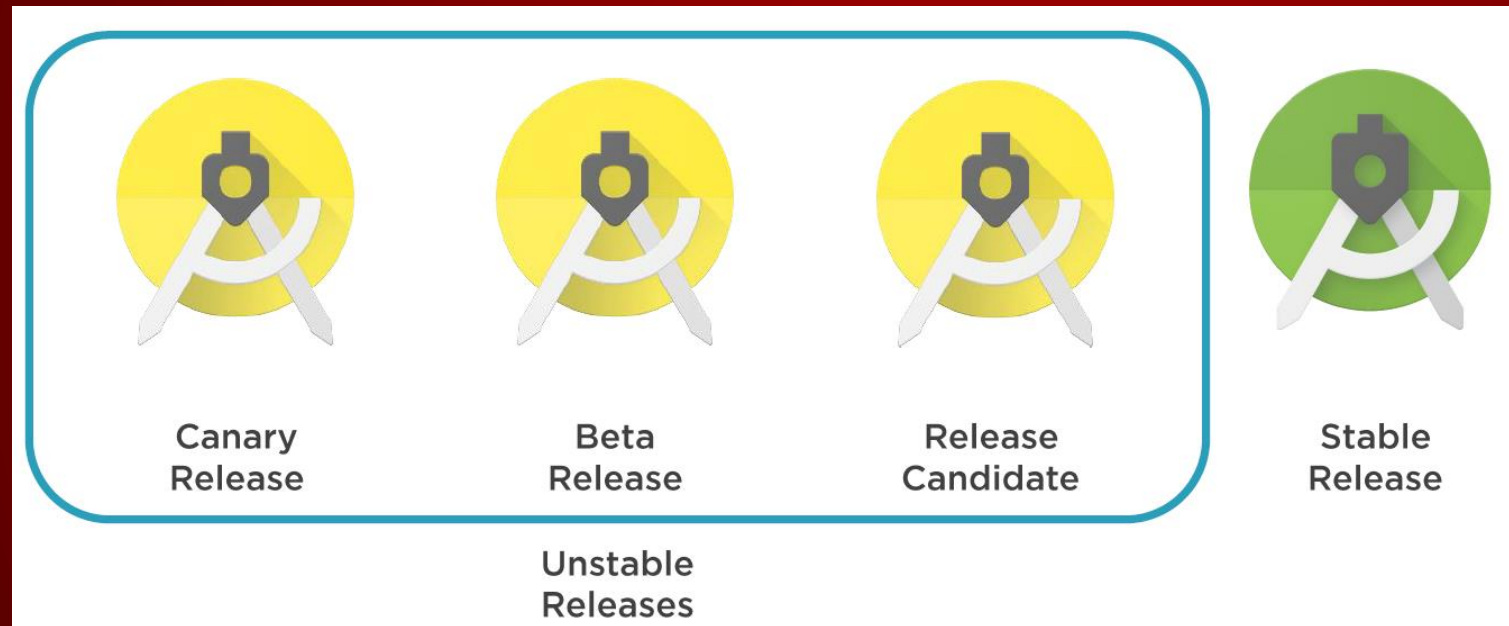 Canary
Release
Beta
Release
Release
Candidate
Stable
Release
Unstable
Releases